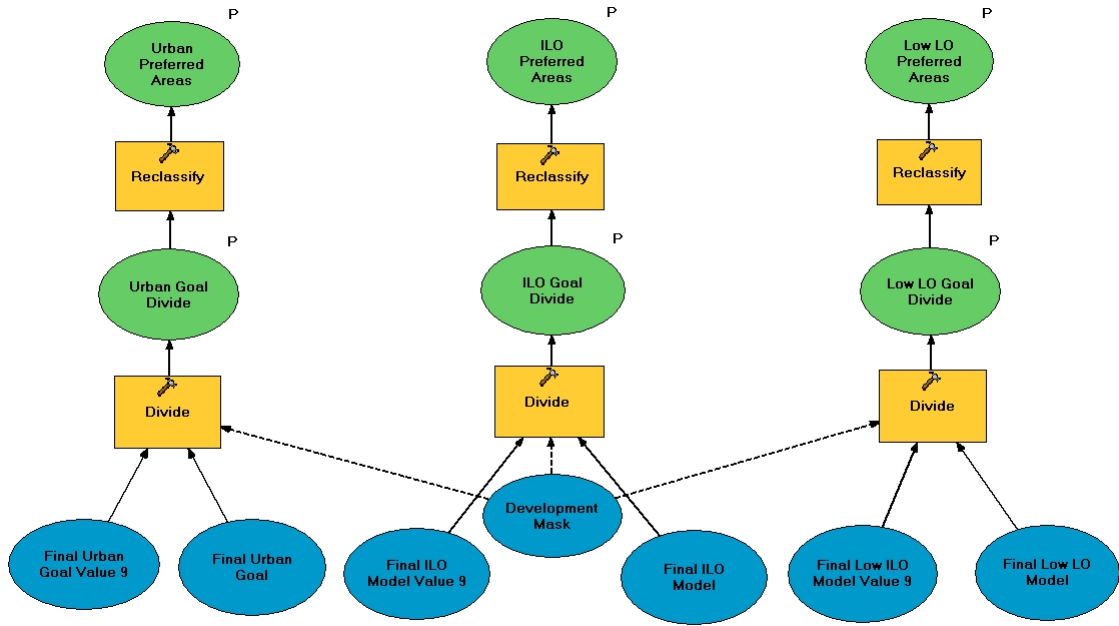 P
P
P
Urban
Preferred
Areas
ILO
Preferred
Areas
Low LO
Preferred
Areas
Reclassify
Reclassify
Reclassify
P
P
P
Urban Goal
Divide
ILO Goal
Divide
Low LO Goal
Divide
Divide
Divide
Divide
Development
Mask
Final Urban
Goal Value 9
Final Urban
Goal
Final ILO
Model Value 9
Final ILO
Model
Final Low ILO
Model Value 9
Final Low LO
Model